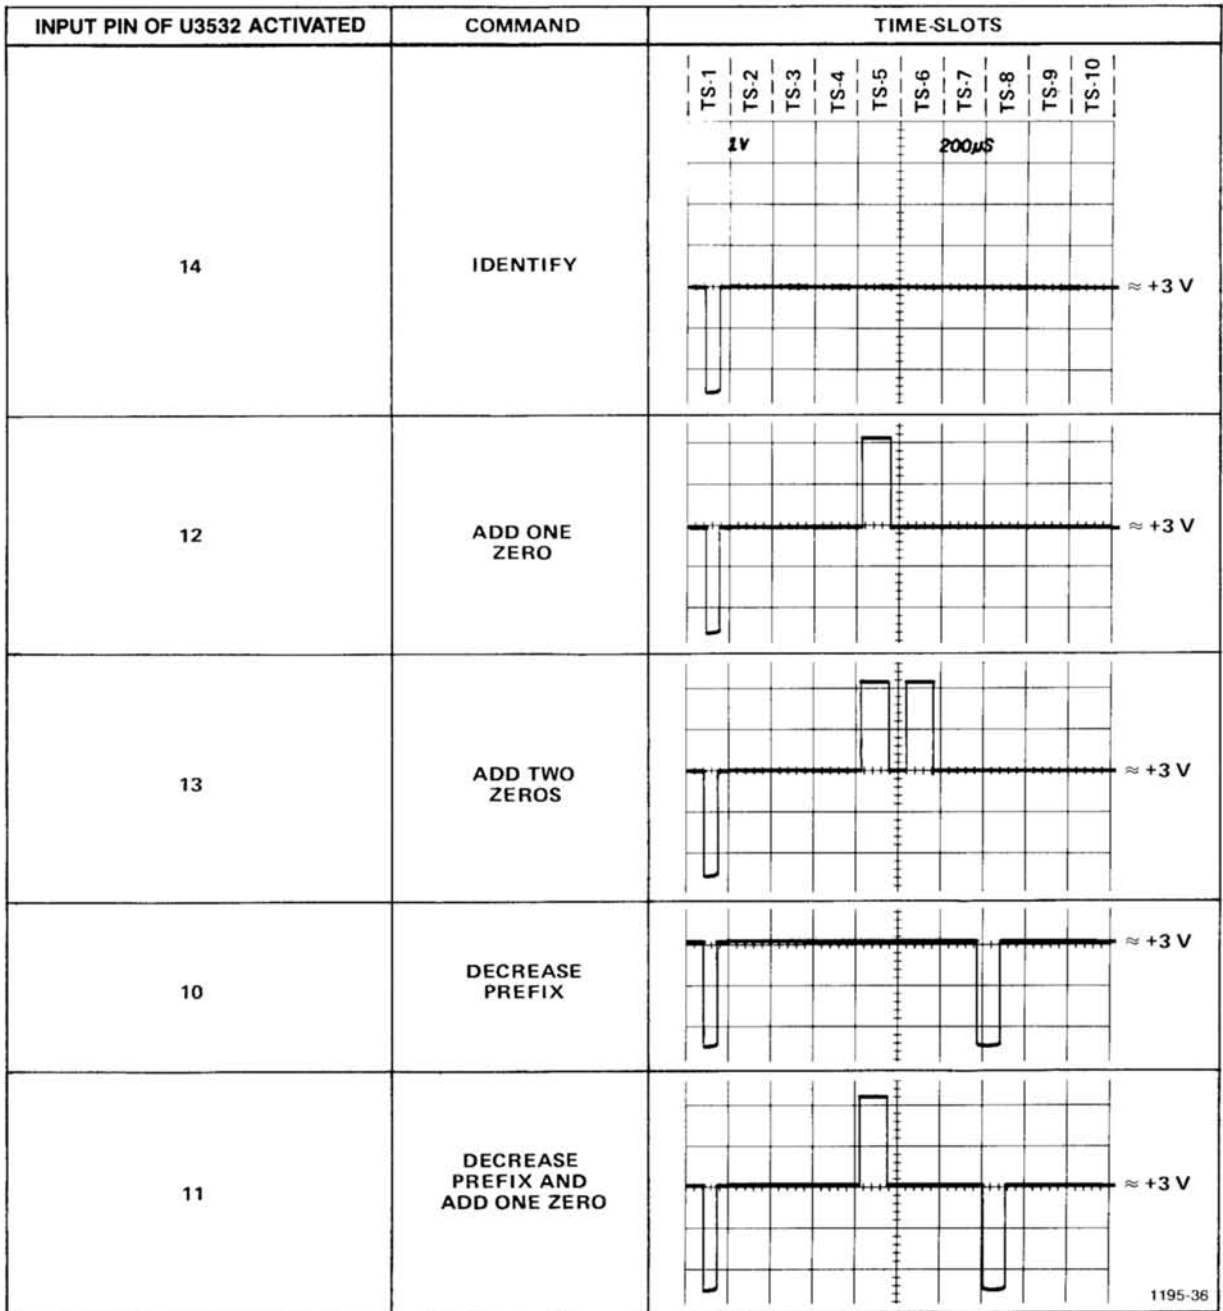 INPUT PIN OF U3532 ACTIVATED
COMMAND
TIME-SLOTS
TS-1
TS-2
TS-3
TS-4
TS-5
TS-6
TS-7
TS-8
TS-9
TS-10
1V
200µS
14
IDENTIFY
≈ +3 V
12
ADD ONE
ZERO
≈ +3 V
13
ADD TWO
ZEROS
≈ +3 V
10
DECREASE
PREFIX
≈ +3 V
11
DECREASE
PREFIX AND
ADD ONE ZERO
≈ +3 V
1195-36